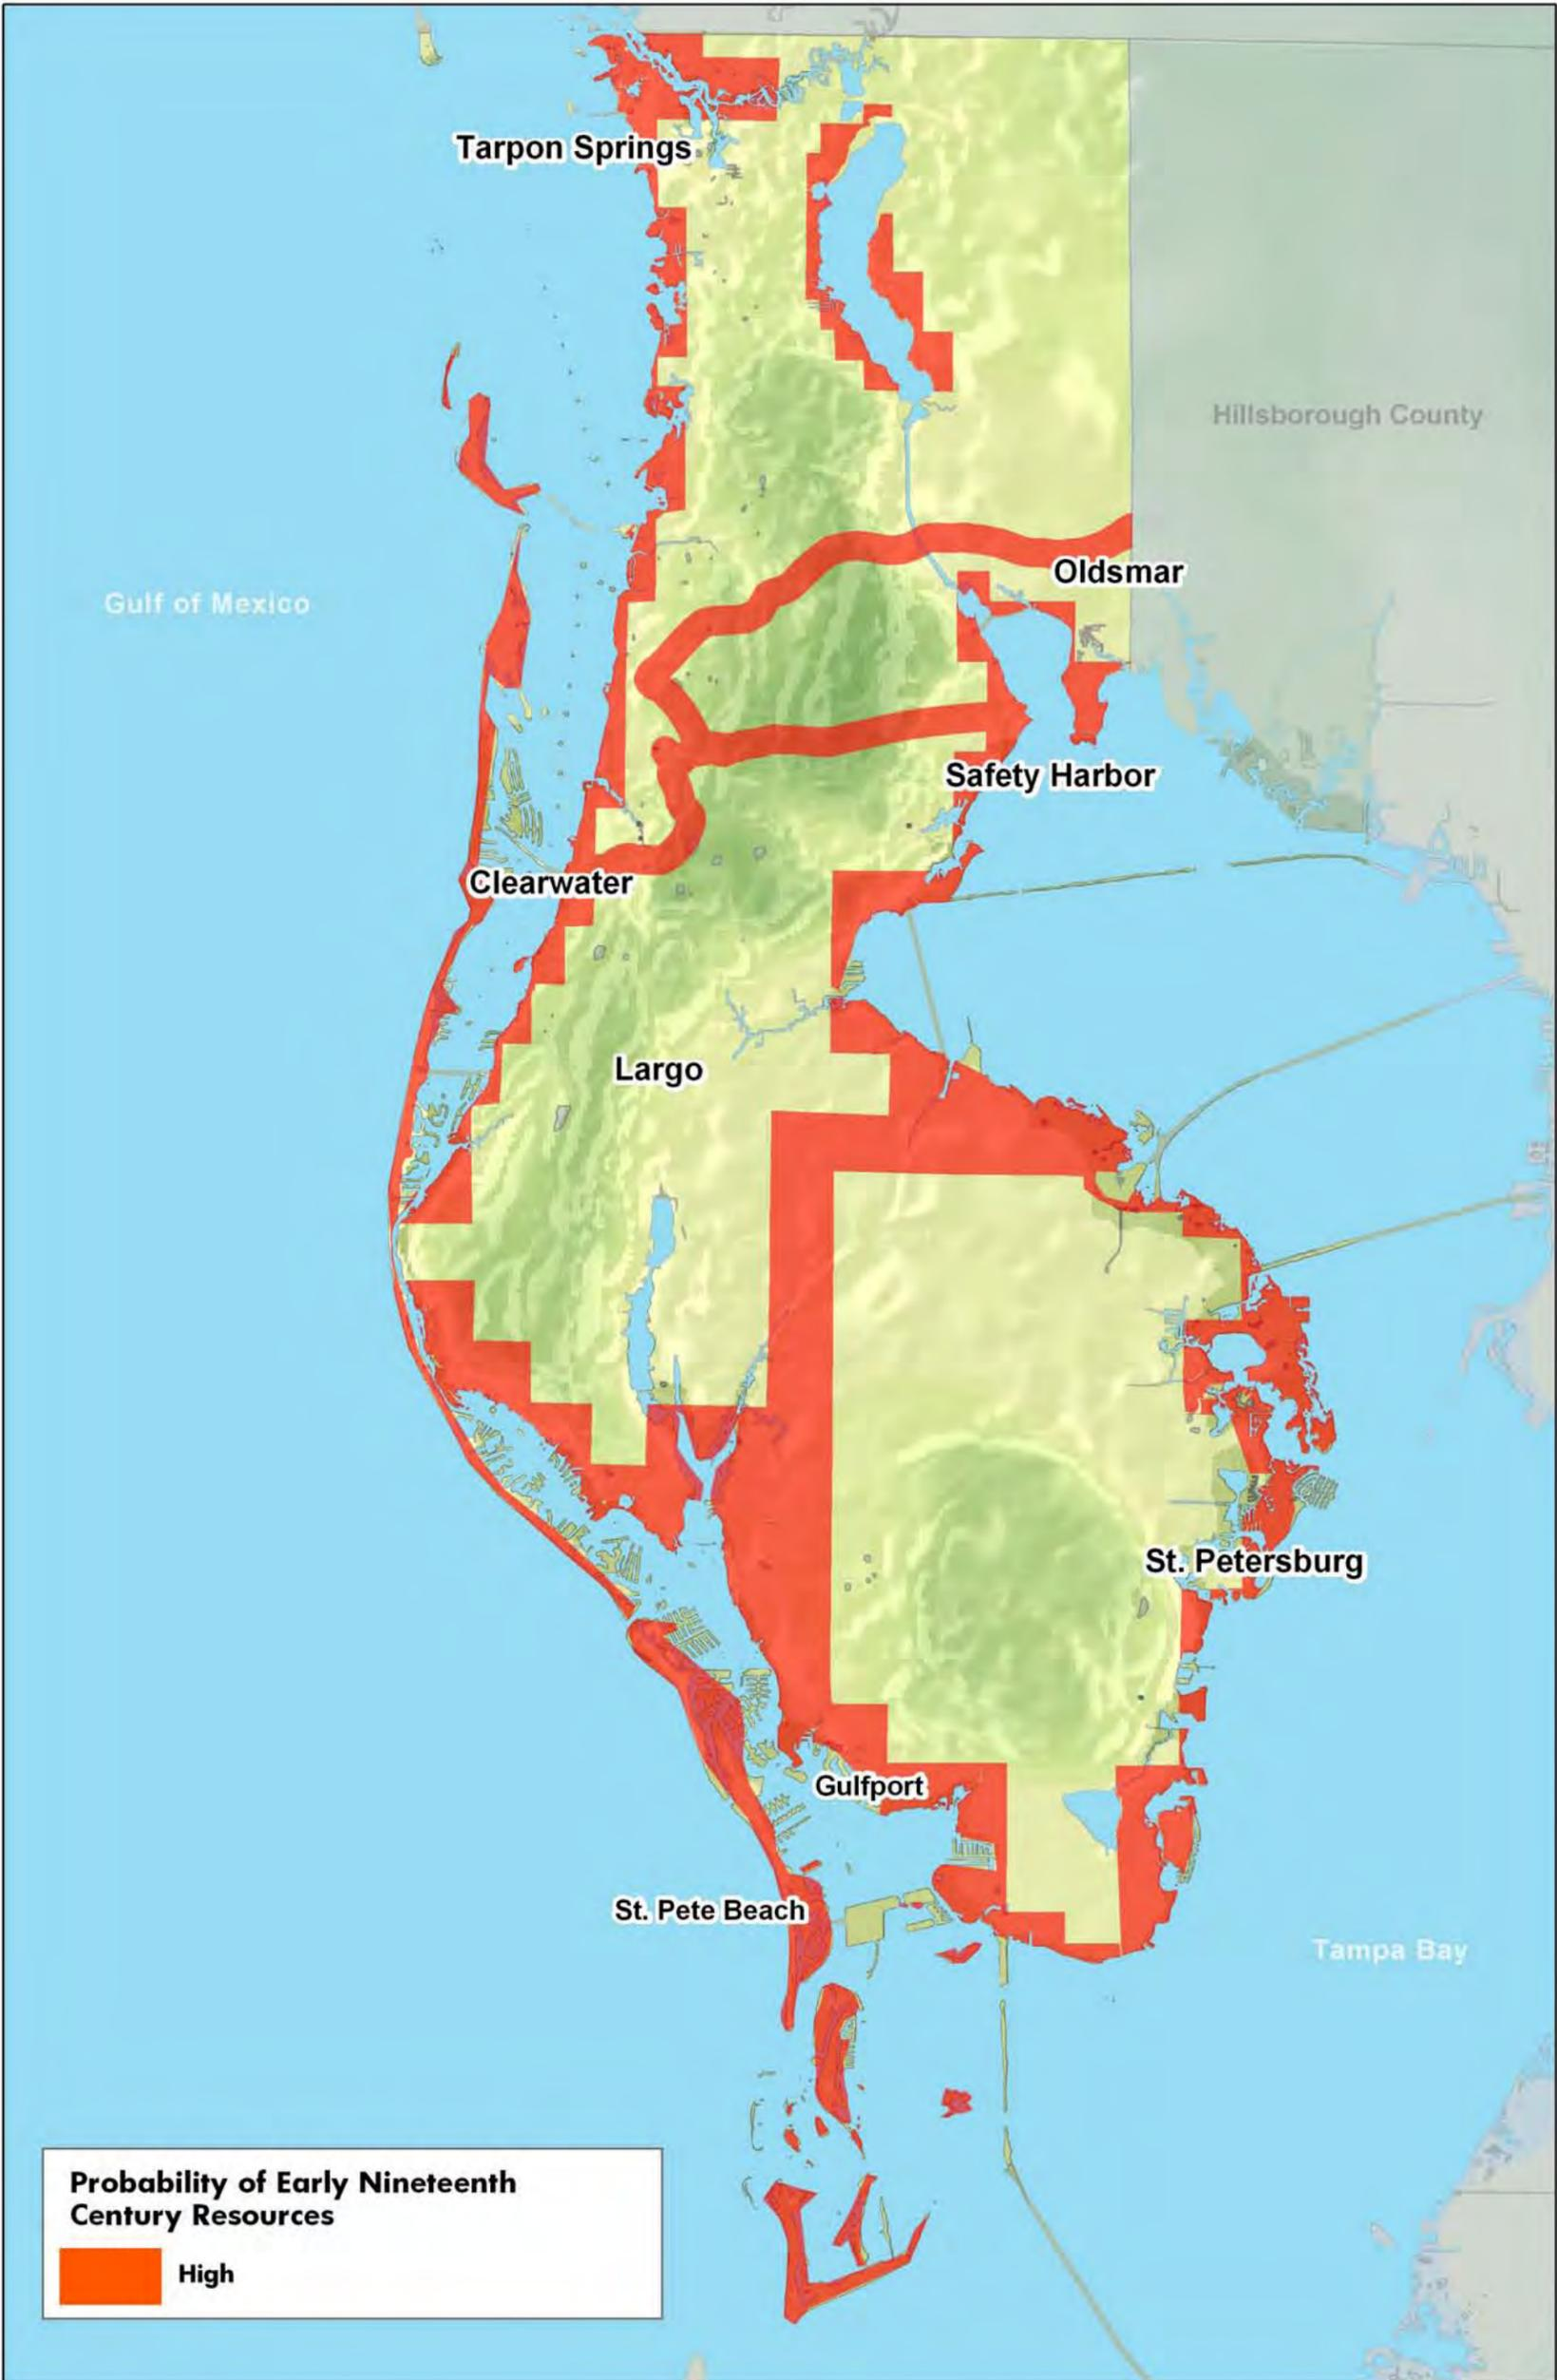 Tarpon Springs
Hillsborough County
Oldsmar
Gulf of Mexico
Safety Harbor
Clearwater
Largo
St. Petersburg
Gulfport
St. Pete Beach
Tampa Bay
Probability of Early Nineteenth
Century Resources
High